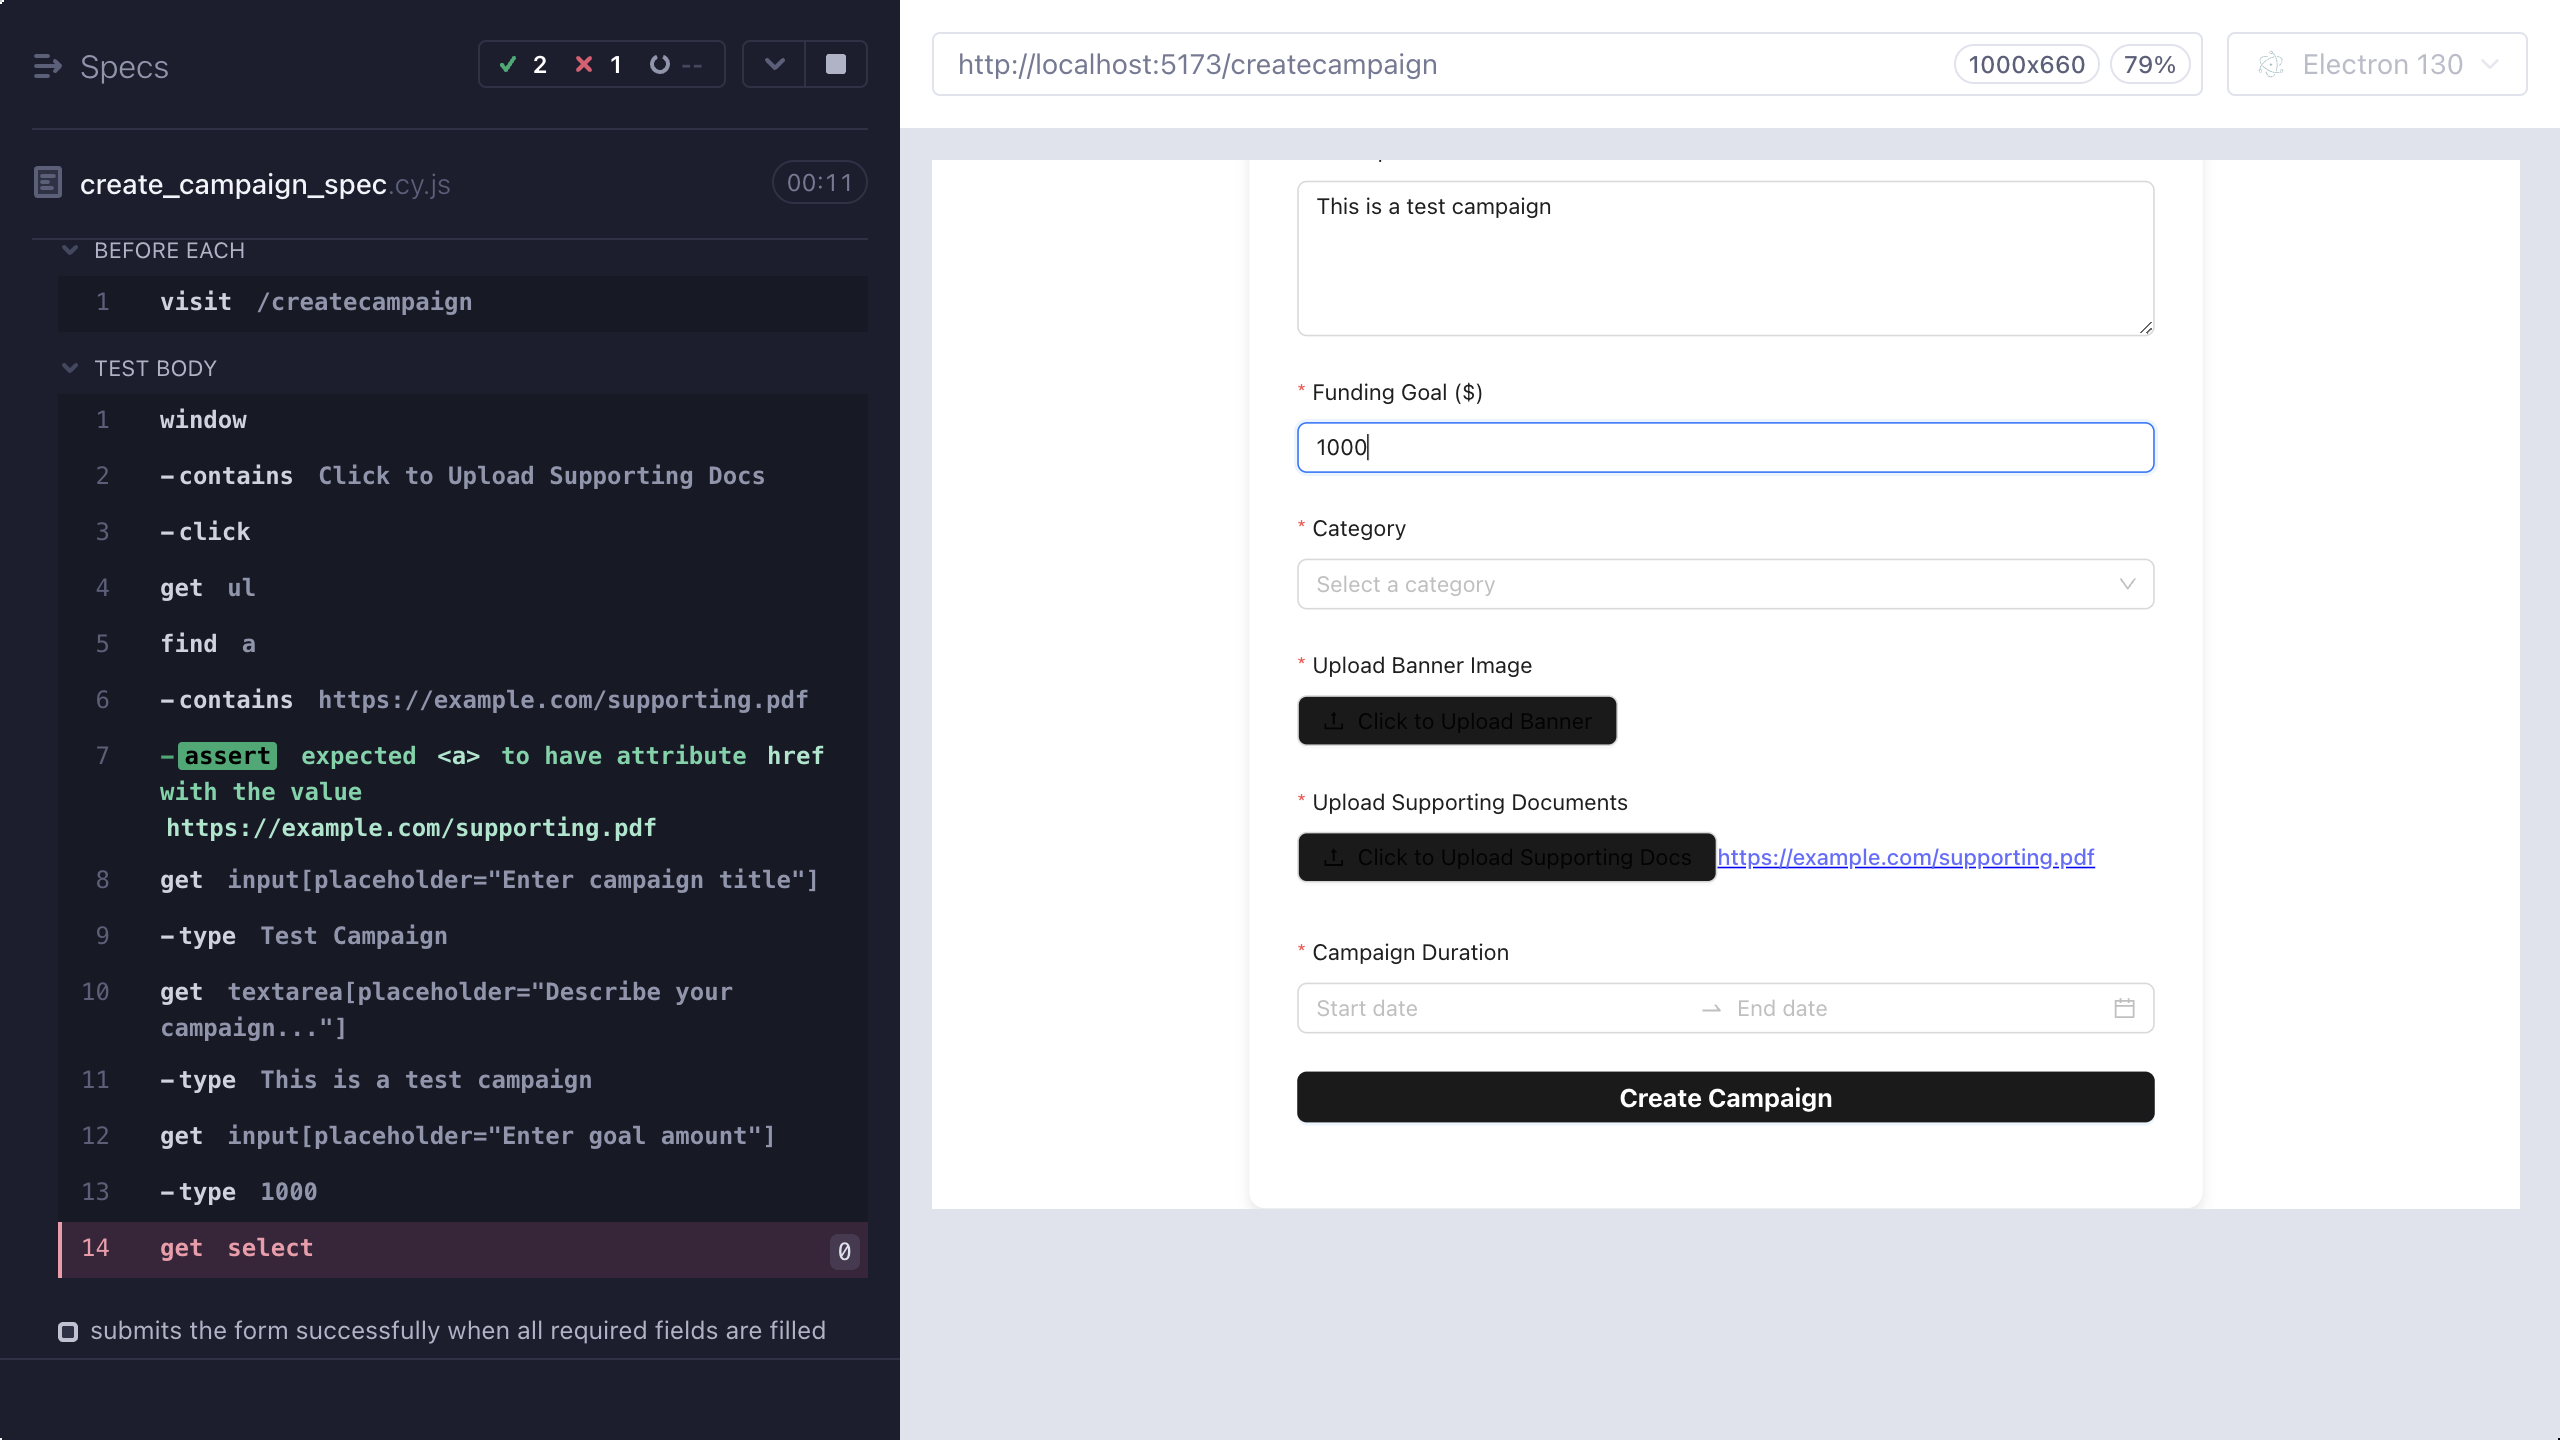 Specs
2
1
--
create_campaign_spec.cy.js
00:11
BEFORE EACH
1 visit /createcampaign
TEST BODY
1 window
2 -contains Click to Upload Supporting Docs
3 -click
4 get ul
5 find a
6 -contains https://example.com/supporting.pdf
7 -assert expected <a> to have attribute href
with the value
https://example.com/supporting.pdf
8 get input[placeholder="Enter campaign title"]
9 -type Test Campaign
10 get textarea[placeholder="Describe your
campaign..."]
11 -type This is a test campaign
12 get input[placeholder="Enter goal amount"]
13 -type 1000
14 get select 0
submits the form successfully when all required fields are filled
http://localhost:5173/createcampaign
1000x660
79%
Electron 130
This is a test campaign
* Funding Goal ($)
1000
* Category
Select a category
* Upload Banner Image
Click to Upload Banner
* Upload Supporting Documents
Click to Upload Supporting Docs https://example.com/supporting.pdf
* Campaign Duration
Start date → End date
Create Campaign